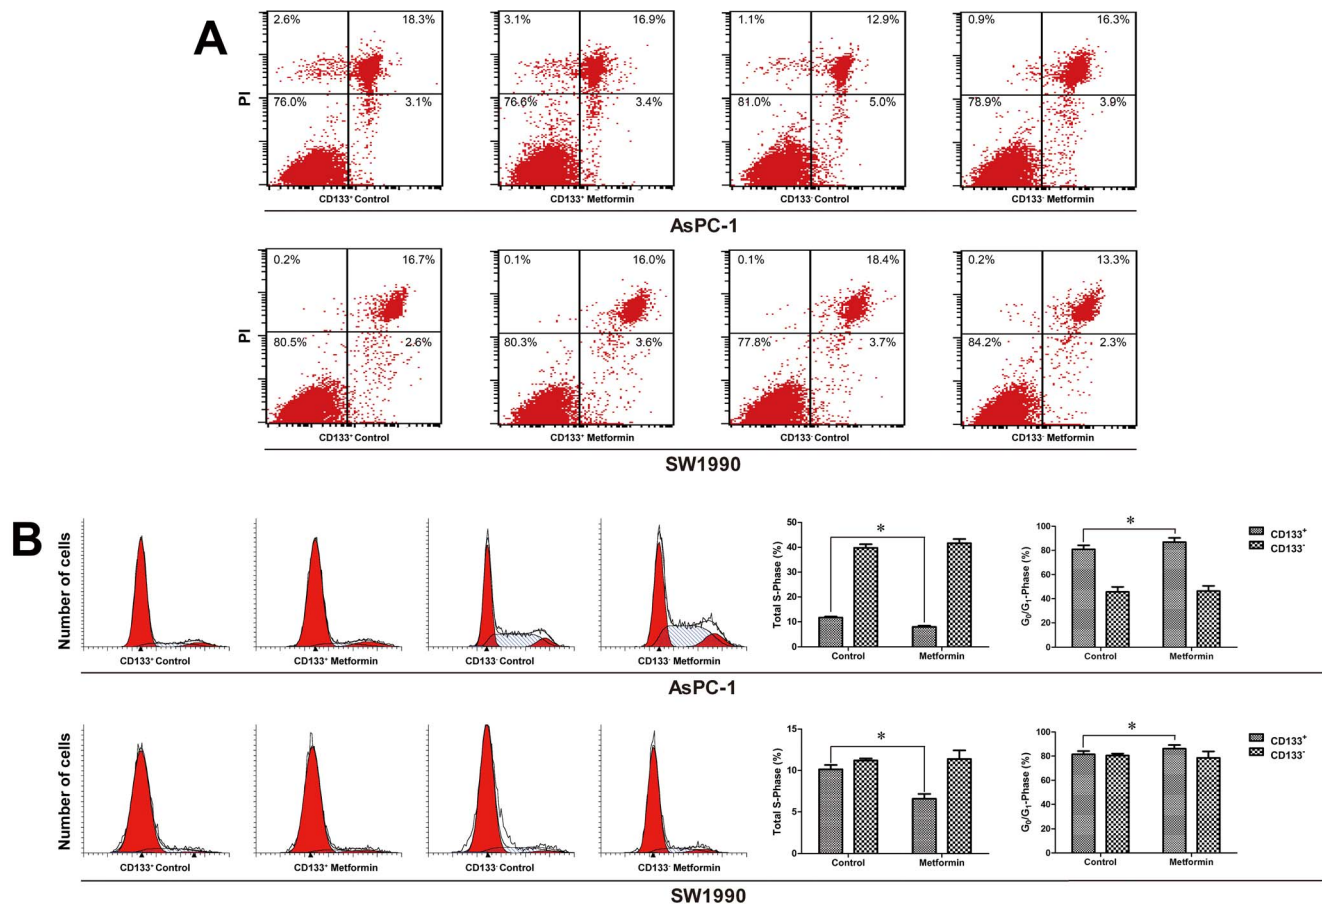 A
2.6% 18.3% 3.1% 16.9% 1.1% 12.9% 0.9% 16.3%
PI
76.0% 3.1% 76.6% 3.4% 81.0% 5.0% 78.9% 3.9%
CD133⁺ Control CD133⁺ Metformin CD133⁻ Control CD133⁻ Metformin
AsPC-1
0.2% 16.7% 0.1% 16.0% 0.1% 18.4% 0.2% 13.3%
PI
80.5% 2.6% 80.3% 3.6% 77.8% 3.7% 84.2% 2.3%
CD133⁺ Control CD133⁺ Metformin CD133⁻ Control CD133⁻ Metformin
SW1990
B
Number of cells
CD133⁺ Control CD133⁺ Metformin CD133⁻ Control CD133⁻ Metformin
Total S-Phase (%)
50
40
30
20
10
0
*
Control Metformin
G₀/G₁-Phase (%)
100
80
60
40
20
0
*
Control Metformin
CD133⁺
CD133⁻
AsPC-1
Number of cells
CD133⁺ Control CD133⁺ Metformin CD133⁻ Control CD133⁻ Metformin
Total S-Phase (%)
15
10
5
0
*
Control Metformin
G₀/G₁-Phase (%)
100
80
60
40
20
0
*
Control Metformin
CD133⁺
CD133⁻
SW1990